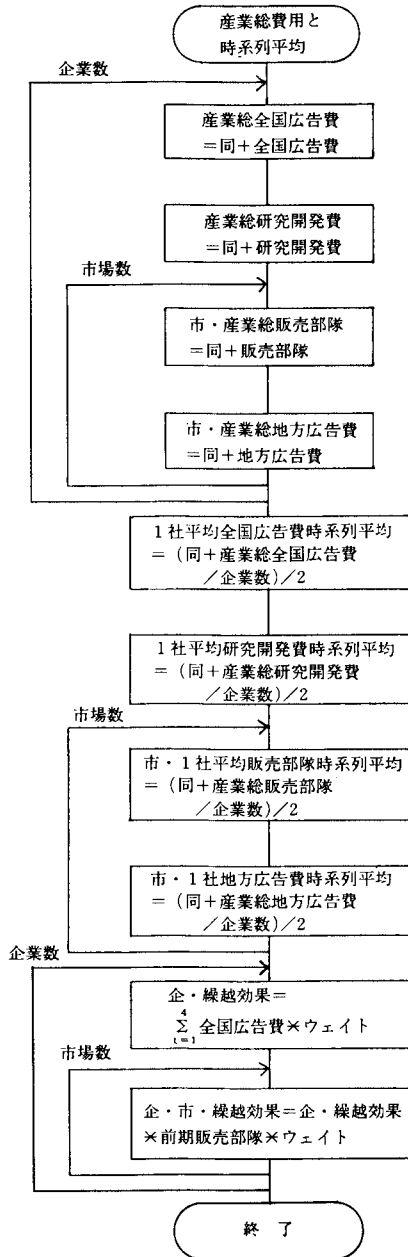 産業総費用と
時系列平均
企業数
産業総全国広告費
＝同＋全国広告費
産業総研究開発費
＝同＋研究開発費
市場数
市・産業総販売部隊
＝同＋販売部隊
市・産業総地方広告費
＝同＋地方広告費
1社平均全国広告費時系列平均
＝（同＋産業総全国広告費
／企業数）／2
1社平均研究開発費時系列平均
＝（同＋産業総研究開発費
／企業数）／2
市場数
市・1社平均販売部隊時系列平均
＝（同＋産業総販売部隊
／企業数）／2
市・1社地方広告費時系列平均
＝（同＋産業総地方広告費
／企業数）／2
企業数
企・繰越効果＝
4
Σ 全国広告費＊ウェイト
t=1
市場数
企・市・繰越効果＝企・繰越効果
＊前期販売部隊＊ウェイト
終了